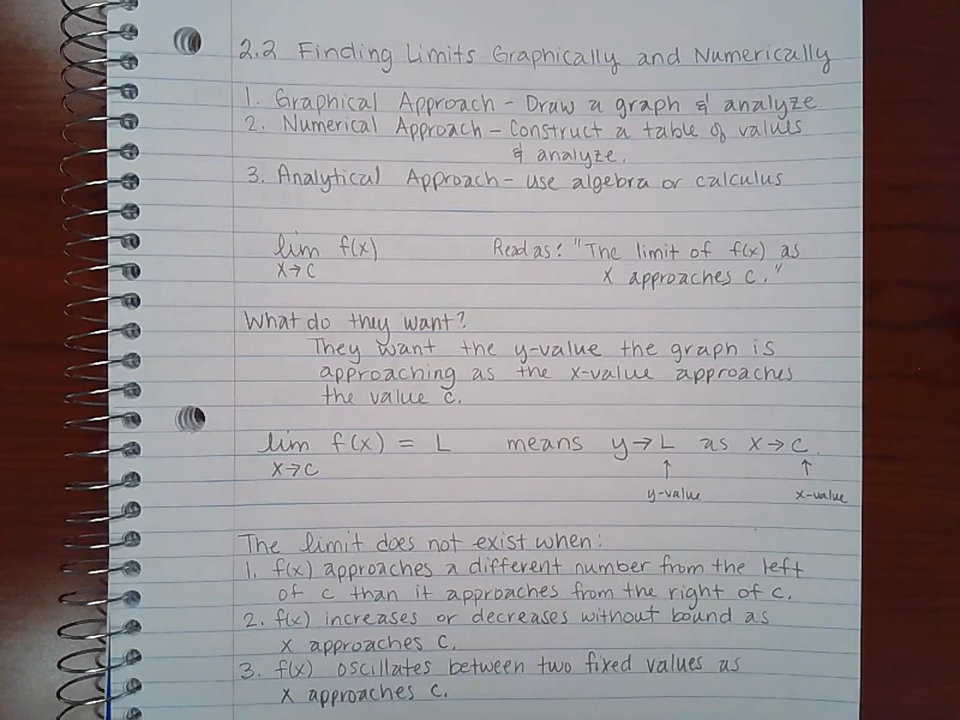 2.2 Finding Limits Graphically and Numerically
1. Graphical Approach - Draw a graph & analyze
2. Numerical Approach - Construct a table of values
& analyze.
3. Analytical Approach - Use algebra or calculus
lim f(x) Read as: "The limit of f(x) as
x→c x approaches c."
What do they want?
They want the y-value the graph is
approaching as the x-value approaches
the value c.
lim f(x) = L means y→L as x→c.
x→c ↑ ↑
y-value x-value
The limit does not exist when:
1. f(x) approaches a different number from the left
of c than it approaches from the right of c.
2. f(x) increases or decreases without bound as
x approaches c.
3. f(x) oscillates between two fixed values as
x approaches c.